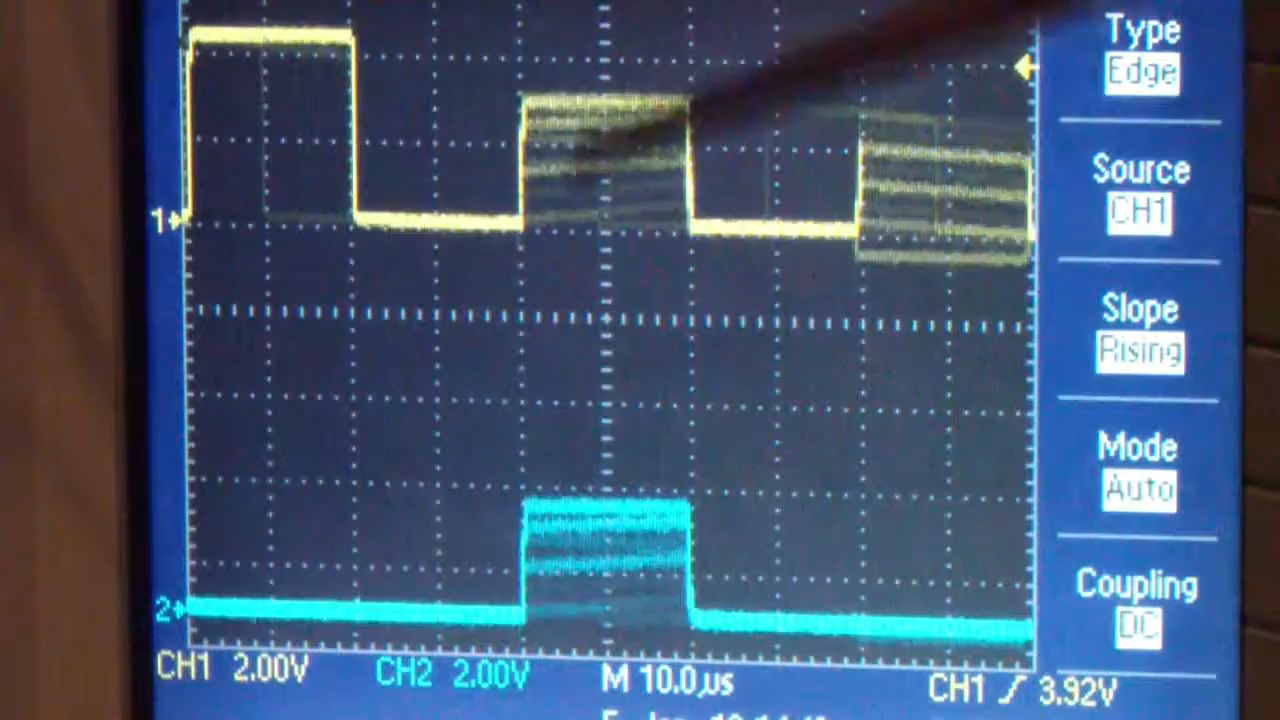 Type
Edge
Source
CH1
Slope
Rising
Mode
Auto
Coupling
DC
1
2
CH1 2.00V CH2 2.00V M 10.0µs CH1 3.92V